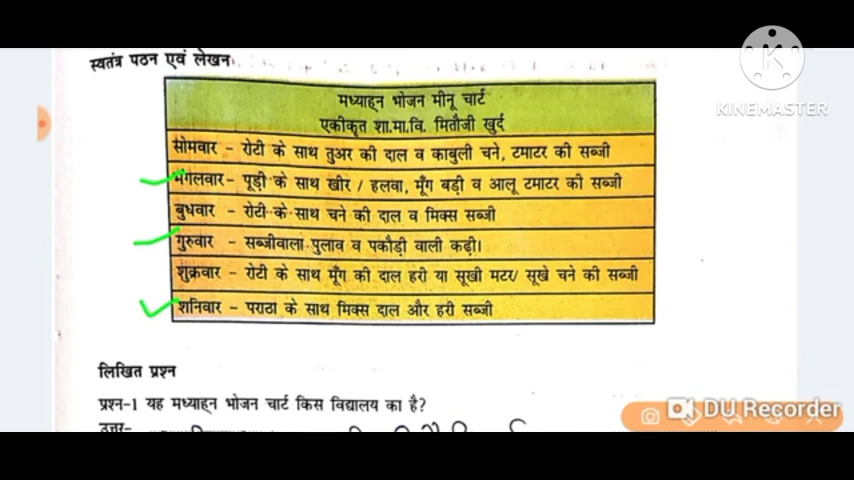 स्वतंत्र पठन एवं लेखन
KINEMASTER
मध्याह्न भोजन मीनू चार्ट
एकीकृत शा.मा.वि. मितौजी खुर्द
सोमवार - रोटी के साथ तुअर की दाल व काबुली चने, टमाटर की सब्जी
मंगलवार- पूड़ी के साथ खीर / हलवा, मूँग बड़ी व आलू टमाटर की सब्जी
बुधवार - रोटी के साथ चने की दाल व मिक्स सब्जी
गुरुवार - सब्जीवाला पुलाव व पकौड़ी वाली कढ़ी।
शुक्रवार - रोटी के साथ मूँग की दाल हरी या सूखी मटर/ सूखे चने की सब्जी
शनिवार - पराठा के साथ मिक्स दाल और हरी सब्जी
लिखित प्रश्न
प्रश्न-1 यह मध्याह्न भोजन चार्ट किस विद्यालय का है?
DU Recorder
उत्तर-